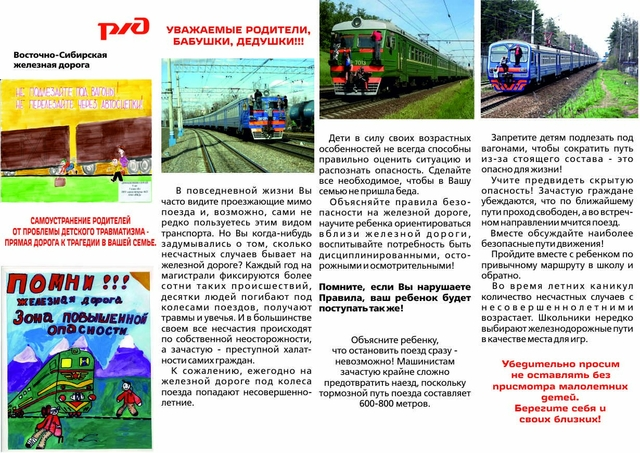 РЖД
Восточно-Сибирская
железная дорога
НЕ ПОДЛЕЗАЙТЕ ПОД ВАГОНЫ!
НЕ ПЕРЕЛЕЗАЙТЕ ЧЕРЕЗ АВТОСЦЕПКИ!
САМОУСТРАНЕНИЕ РОДИТЕЛЕЙ
ОТ ПРОБЛЕМЫ ДЕТСКОГО ТРАВМАТИЗМА -
ПРЯМАЯ ДОРОГА К ТРАГЕДИИ В ВАШЕЙ СЕМЬЕ.
ПОМНИ!!!
железная дорога
Зона повышенной
опасности
УВАЖАЕМЫЕ РОДИТЕЛИ,
БАБУШКИ, ДЕДУШКИ!!!
В повседневной жизни Вы
часто видите проезжающие мимо
поезда и, возможно, сами не
редко пользуетесь этим видом
транспорта. Но Вы когда-нибудь
задумывались о том, сколько
несчастных случаев бывает на
железной дороге? Каждый год на
магистрали фиксируется более
сотни таких происшествий,
десятки людей погибают под
колесами поездов, получают
травмы и увечья. И в большинстве
своем все несчастия происходят
по собственной неосторожности,
а зачастую - преступной халат-
ности самих граждан.
К сожалению, ежегодно на
железной дороге под колеса
поезда попадают несовершенно-
летние.
Дети в силу своих возрастных
особенностей не всегда способны
правильно оценить ситуацию и
распознать опасность. Сделайте
все необходимое, чтобы в Вашу
семью не пришла беда.
Объясняйте правила безо-
пасности на железной дороге,
научите ребенка ориентироваться
вблизи железной дороги,
воспитывайте потребность быть
дисциплинированными, осто-
рожными и осмотрительными!
Помните, если Вы нарушаете
Правила, ваш ребенок будет
поступать так же!
Объясните ребенку,
что остановить поезд сразу -
невозможно! Машинистам
зачастую крайне сложно
предотвратить наезд, поскольку
тормозной путь поезда составляет
600-800 метров.
Запретите детям подлезать под
вагонами, чтобы сократить путь
из-за стоящего состава - это
опасно для жизни!
Учите предвидеть скрытую
опасность! Зачастую граждане
убеждаются, что по ближайшему
пути проход свободен, а во встреч-
ном направлении мчится поезд.
Вместе обсуждайте наиболее
безопасные пути движения!
Пройдите вместе с ребенком по
привычному маршруту в школу и
обратно.
Во время летних каникул
количество несчастных случаев с
несовершеннолетними
возрастает. Школьники нередко
выбирают железнодорожные пути
в качестве места для игр.
Убедительно просим
не оставлять без
присмотра малолетних
детей.
Берегите себя и
своих близких!